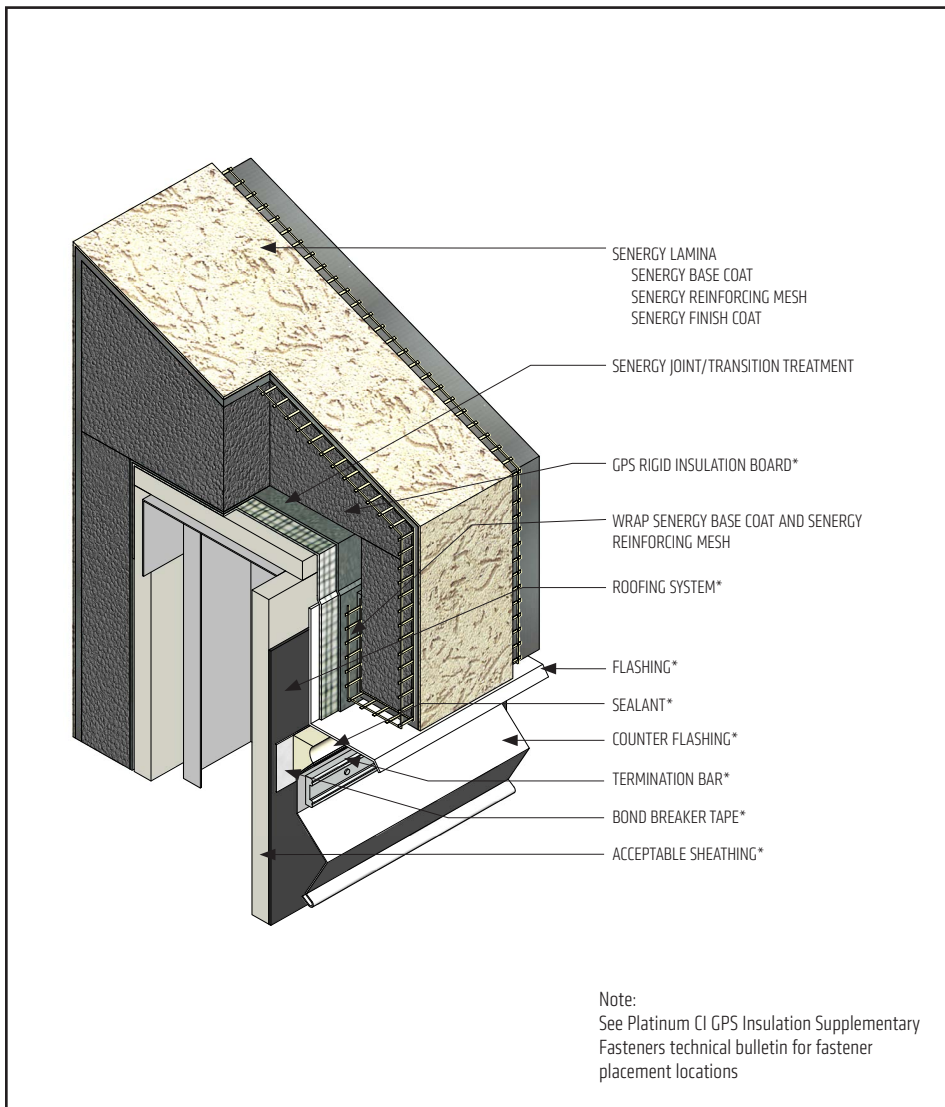 SENERGY LAMINA
SENERGY BASE COAT
SENERGY REINFORCING MESH
SENERGY FINISH COAT
SENERGY JOINT/TRANSITION TREATMENT
GPS RIGID INSULATION BOARD*
WRAP SENERGY BASE COAT AND SENERGY
REINFORCING MESH
ROOFING SYSTEM*
FLASHING*
SEALANT*
COUNTER FLASHING*
TERMINATION BAR*
BOND BREAKER TAPE*
ACCEPTABLE SHEATHING*
Note:
See Platinum CI GPS Insulation Supplementary
Fasteners technical bulletin for fastener
placement locations